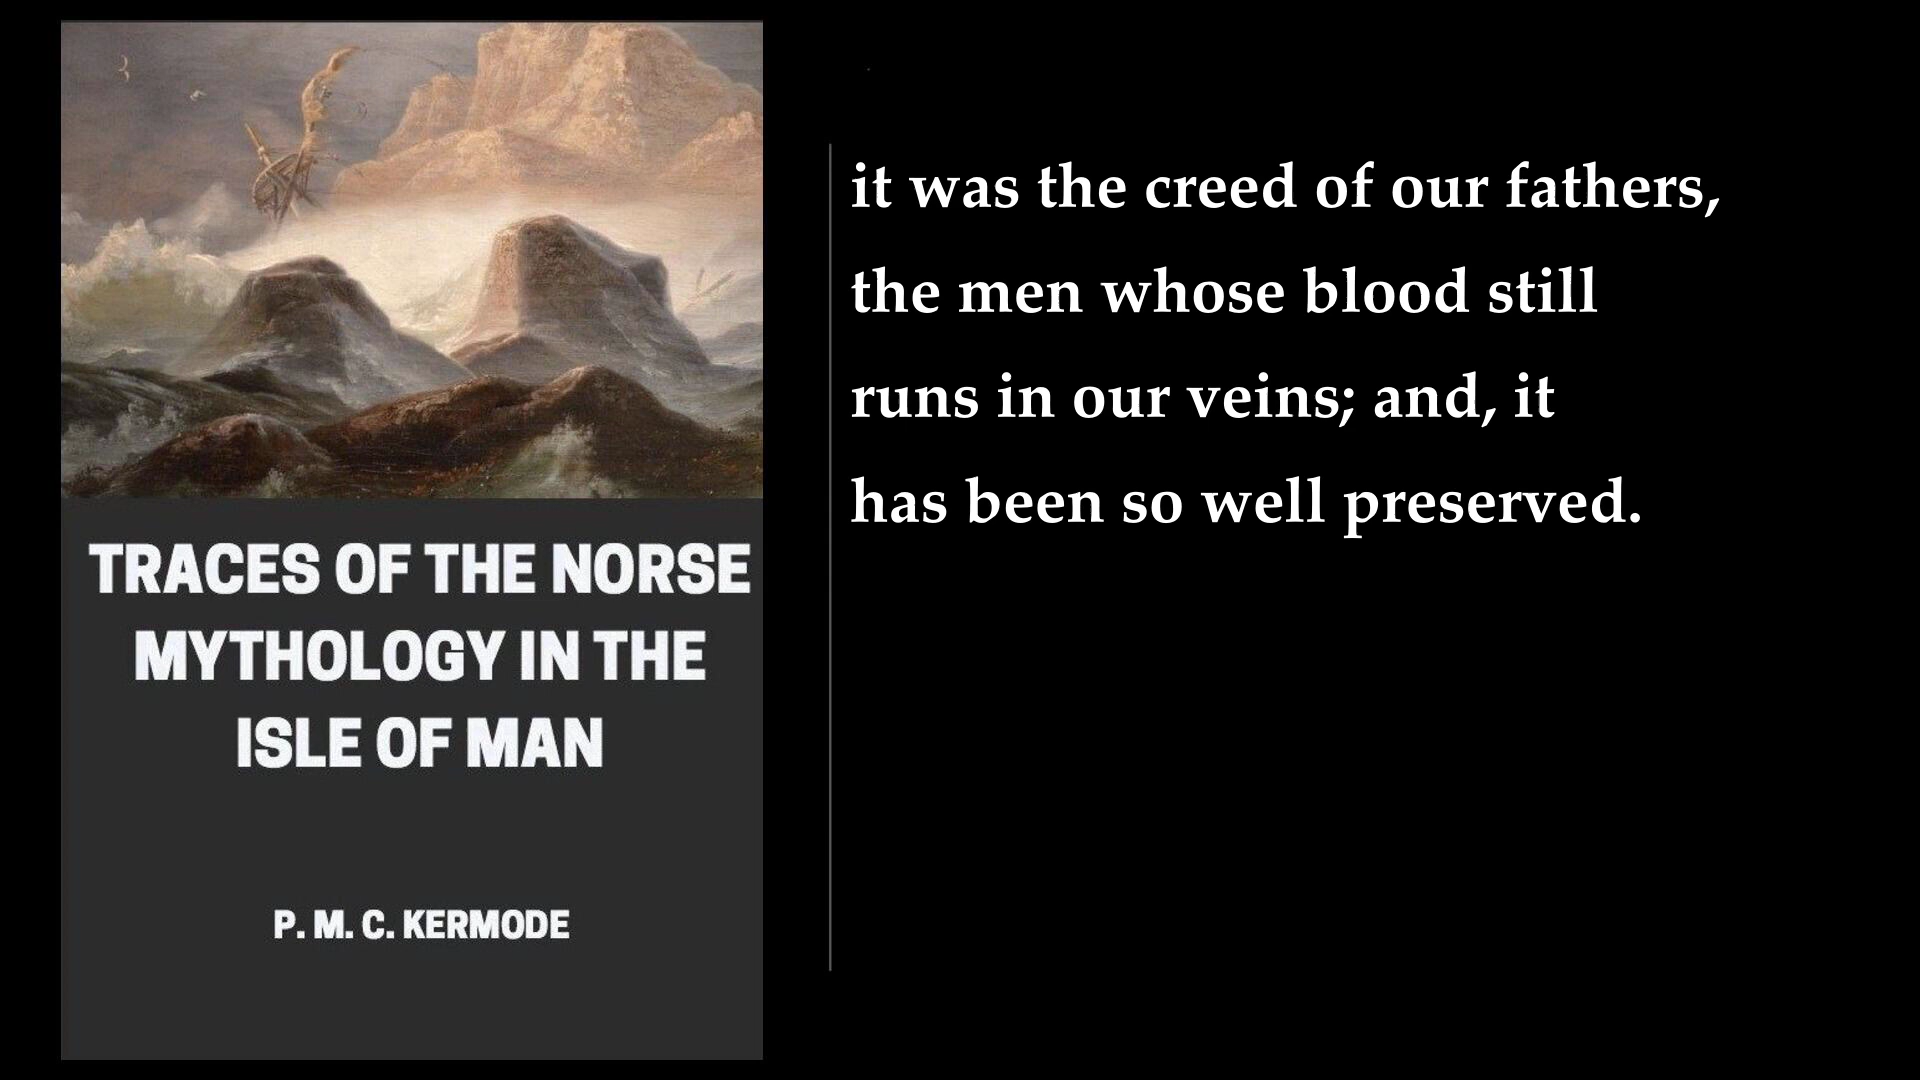 TRACES OF THE NORSE
MYTHOLOGY IN THE
ISLE OF MAN
P. M. C. KERMODE
it was the creed of our fathers,
the men whose blood still
runs in our veins; and, it
has been so well preserved.